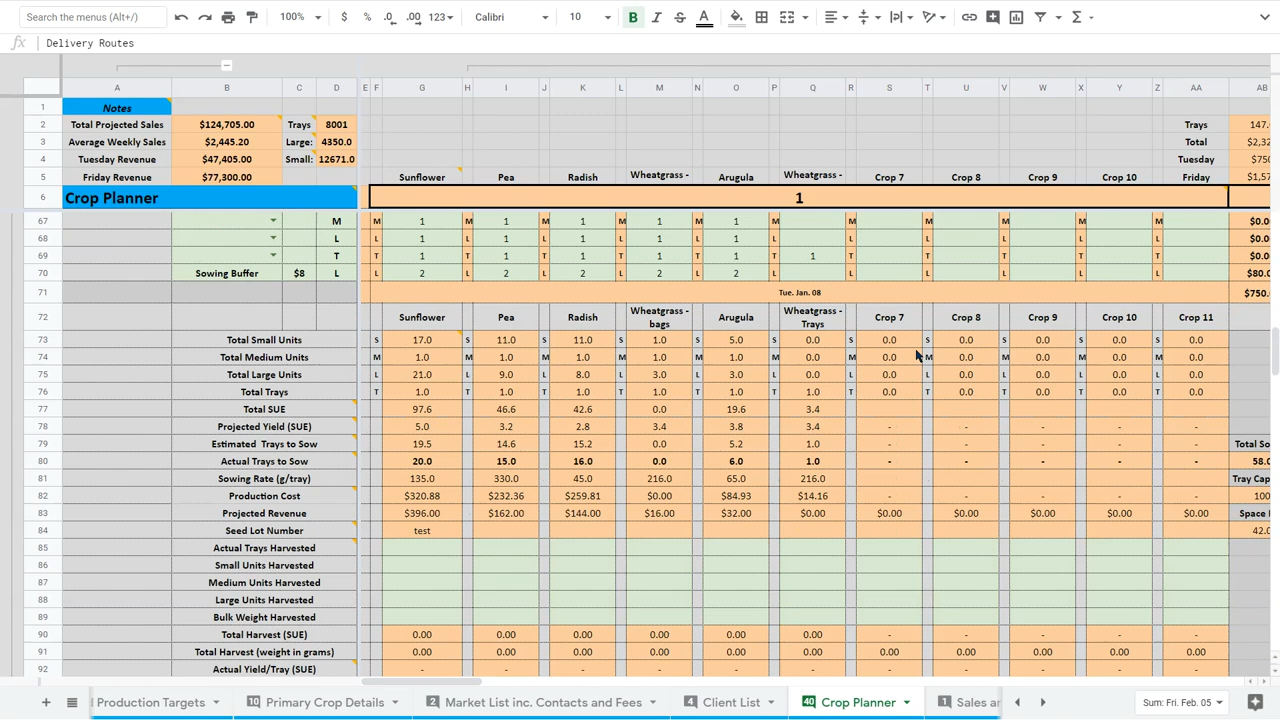 Search the menus (Alt+/) 100% $ % .0 .00 123 Calibri 10 B I S A Σ
fx Delivery Routes
A B C D E F G H I J K L M N O P Q R S T U V W X Y Z AA AB
1 Notes
2 Total Projected Sales $124,705.00 Trays 8001 Trays 147.
3 Average Weekly Sales $2,445.20 Large: 4350.0 Total $2,32
4 Tuesday Revenue $47,405.00 Small: 12671.0 Tuesday $750
5 Friday Revenue $77,300.00 Sunflower Pea Radish Wheatgrass - Arugula Wheatgrass - Crop 7 Crop 8 Crop 9 Crop 10 Friday $1,57
6 Crop Planner 1
67 M 1 M 1 M 1 M 1 M 1 M M M M M M $0.0
68 L 1 L 1 L 1 L 1 L 1 L L L L L L $0.0
69 T 1 T 1 T 1 T 1 T 1 T 1 T T T T T $0.0
70 Sowing Buffer $8 L 2 L 2 L 2 L 2 L 2 L L L L L L $80.0
71 Tue. Jan. 08 $750.
72 Sunflower Pea Radish Wheatgrass - bags Arugula Wheatgrass - Trays Crop 7 Crop 8 Crop 9 Crop 10 Crop 11
73 Total Small Units S 17.0 S 11.0 S 11.0 S 1.0 S 5.0 S 0.0 S 0.0 S 0.0 S 0.0 S 0.0 S 0.0
74 Total Medium Units M 1.0 M 1.0 M 1.0 M 1.0 M 1.0 M 0.0 M 0.0 M 0.0 M 0.0 M 0.0 M 0.0
75 Total Large Units L 21.0 L 9.0 L 8.0 L 3.0 L 3.0 L 0.0 L 0.0 L 0.0 L 0.0 L 0.0 L 0.0
76 Total Trays T 1.0 T 1.0 T 1.0 T 1.0 T 1.0 T 0.0 T 0.0 T 0.0 T 0.0 T 0.0 T 0.0
77 Total SUE 97.6 46.6 42.6 0.0 19.6 3.4
78 Projected Yield (SUE) 5.0 3.2 2.8 3.4 3.8 3.4 - - - - -
79 Estimated Trays to Sow 19.5 14.6 15.2 0.0 5.2 1.0 - - - - - Total So
80 Actual Trays to Sow 20.0 15.0 16.0 0.0 6.0 1.0 - - - - - 58.0
81 Sowing Rate (g/tray) 135.0 330.0 45.0 216.0 65.0 216.0 Tray Cap
82 Production Cost $320.88 $232.36 $259.81 $0.00 $84.93 $14.16 - - - - - 100
83 Projected Revenue $396.00 $162.00 $144.00 $16.00 $32.00 $0.00 $0.00 $0.00 $0.00 $0.00 $0.00 Space
84 Seed Lot Number test 42.0
85 Actual Trays Harvested
86 Small Units Harvested
87 Medium Units Harvested
88 Large Units Harvested
89 Bulk Weight Harvested
90 Total Harvest (SUE) 0.00 0.00 0.00 0.00 0.00 0.00 - - - - -
91 Total Harvest (weight in grams) 0.00 0.00 0.00 0.00 0.00 0.00 0.00 0.00 0.00 0.00 0.00
92 Actual Yield/Tray (SUE) - - - - - - - - - - -
Production Targets 10 Primary Crop Details 2 Market List inc. Contacts and Fees 4 Client List 40 Crop Planner 1 Sales ar Sum: Fri. Feb. 05